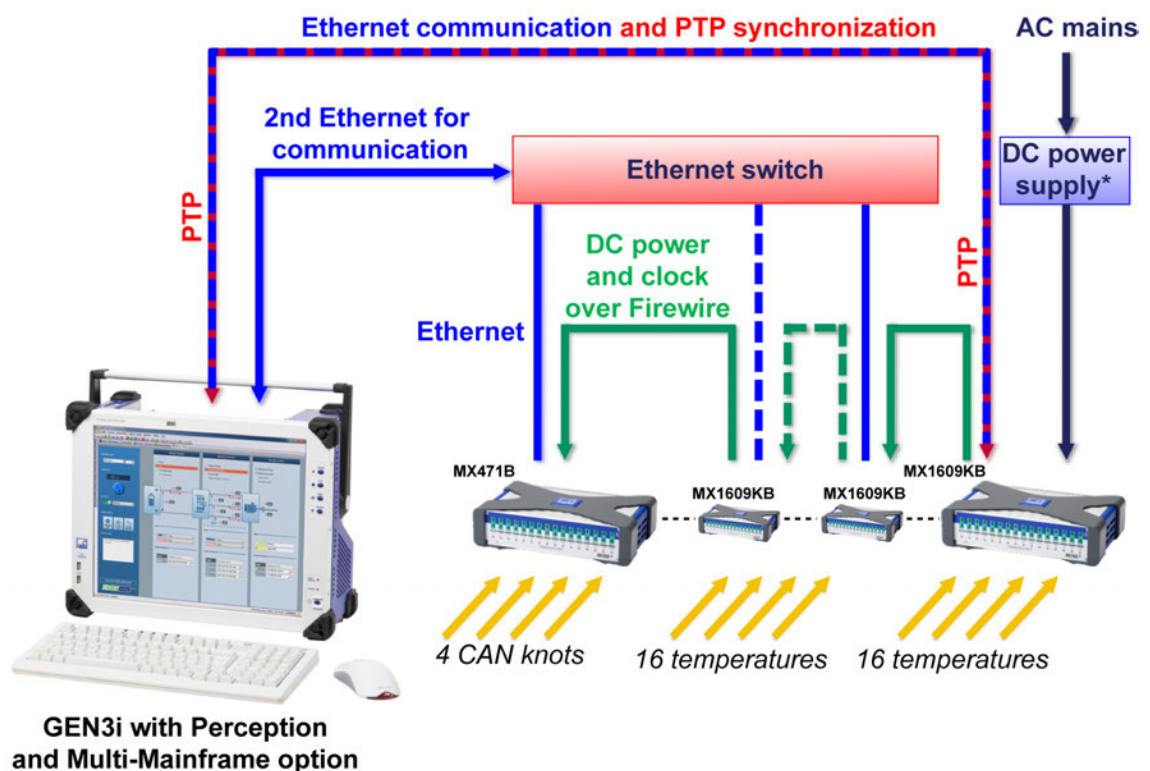 Ethernet communication and PTP synchronization
AC mains
2nd Ethernet for
communication
Ethernet switch
DC power
supply*
PTP
PTP
DC power
and clock
over Firewire
Ethernet
MX471B
MX1609KB
MX1609KB
MX1609KB
4 CAN knots
16 temperatures
16 temperatures
GEN3i with Perception
and Multi-Mainframe option